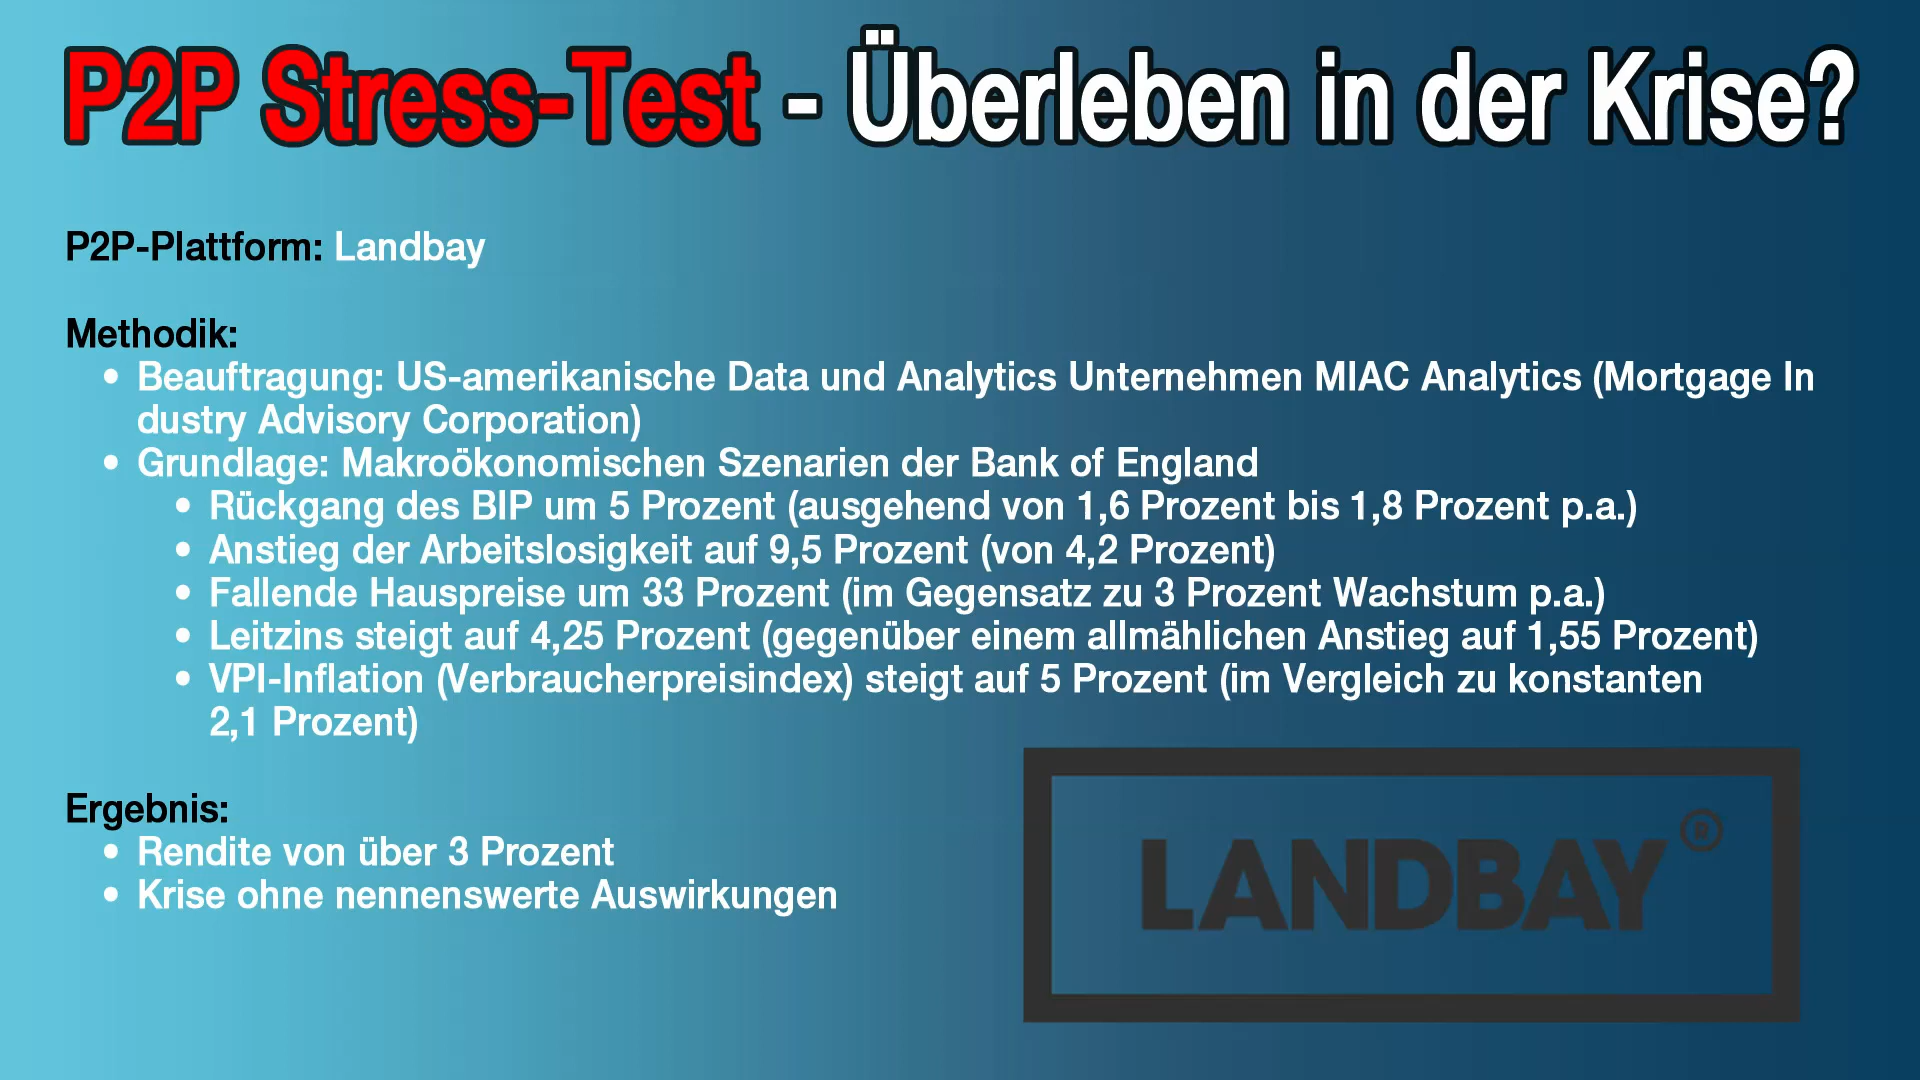 P2P Stress-Test - Überleben in der Krise?
P2P-Plattform: Landbay
Methodik:
• Beauftragung: US-amerikanische Data und Analytics Unternehmen MIAC Analytics (Mortgage In
dustry Advisory Corporation)
• Grundlage: Makroökonomischen Szenarien der Bank of England
• Rückgang des BIP um 5 Prozent (ausgehend von 1,6 Prozent bis 1,8 Prozent p.a.)
• Anstieg der Arbeitslosigkeit auf 9,5 Prozent (von 4,2 Prozent)
• Fallende Hauspreise um 33 Prozent (im Gegensatz zu 3 Prozent Wachstum p.a.)
• Leitzins steigt auf 4,25 Prozent (gegenüber einem allmählichen Anstieg auf 1,55 Prozent)
• VPI-Inflation (Verbraucherpreisindex) steigt auf 5 Prozent (im Vergleich zu konstanten
2,1 Prozent)
Ergebnis:
• Rendite von über 3 Prozent
• Krise ohne nennenswerte Auswirkungen
LANDBAY®